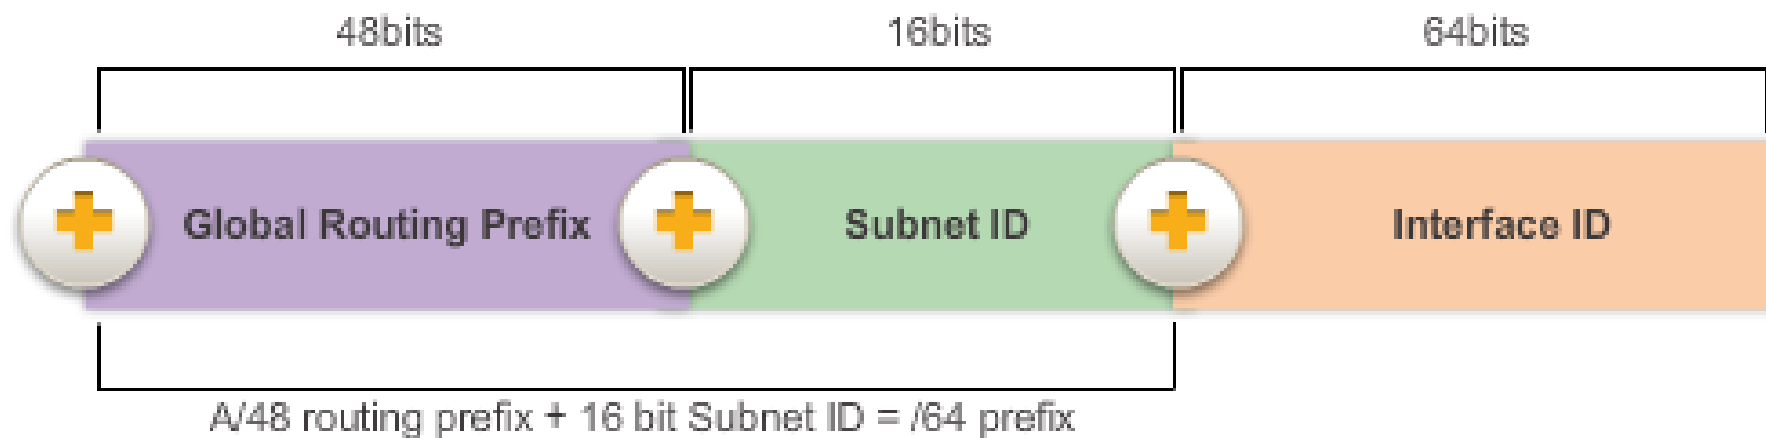 48bits
16bits
64bits
Global Routing Prefix
Subnet ID
Interface ID
A/48 routing prefix + 16 bit Subnet ID = /64 prefix